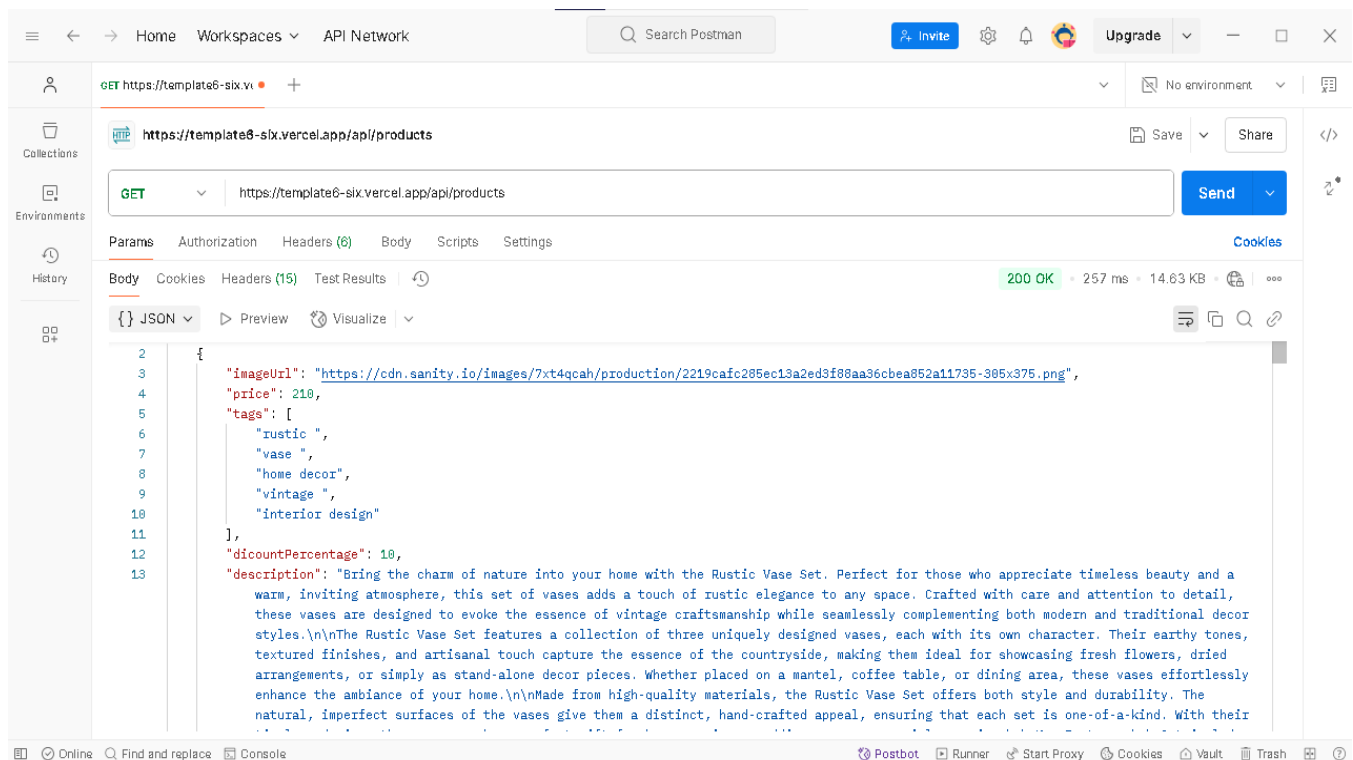 Home Workspaces API Network Search Postman Invite Upgrade
GET https://template6-six.ve No environment
HTTP https://template6-six.vercel.app/api/products Save Share
Collections
GET https://template6-six.vercel.app/api/products Send
Environments
Params Authorization Headers (6) Body Scripts Settings Cookies
History
Body Cookies Headers (15) Test Results 200 OK 257 ms 14.63 KB
{} JSON Preview Visualize
2 {
3 "imageUrl": "https://cdn.sanity.io/images/7xt4qcah/production/2219cafc285ec13a2ed3f88aa36cbea852a11735-305x375.png",
4 "price": 210,
5 "tags": [
6 "rustic ",
7 "vase ",
8 "home decor",
9 "vintage ",
10 "interior design"
11 ],
12 "dicountPercentage": 10,
13 "description": "Bring the charm of nature into your home with the Rustic Vase Set. Perfect for those who appreciate timeless beauty and a
warm, inviting atmosphere, this set of vases adds a touch of rustic elegance to any space. Crafted with care and attention to detail,
these vases are designed to evoke the essence of vintage craftsmanship while seamlessly complementing both modern and traditional decor
styles.\n\nThe Rustic Vase Set features a collection of three uniquely designed vases, each with its own character. Their earthy tones,
textured finishes, and artisanal touch capture the essence of the countryside, making them ideal for showcasing fresh flowers, dried
arrangements, or simply as stand-alone decor pieces. Whether placed on a mantel, coffee table, or dining area, these vases effortlessly
enhance the ambiance of your home.\n\nMade from high-quality materials, the Rustic Vase Set offers both style and durability. The
natural, imperfect surfaces of the vases give them a distinct, hand-crafted appeal, ensuring that each set is one-of-a-kind. With their
Online Find and replace Console Postbot Runner Start Proxy Cookies Vault Trash